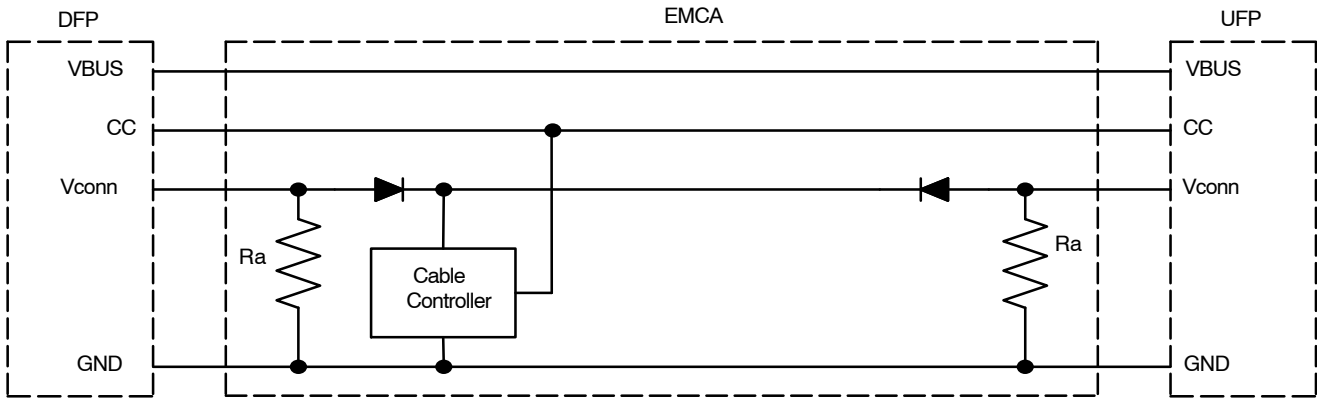 DFP
EMCA
UFP
VBUS
VBUS
CC
CC
Vconn
Vconn
Ra
Cable
Controller
Ra
GND
GND